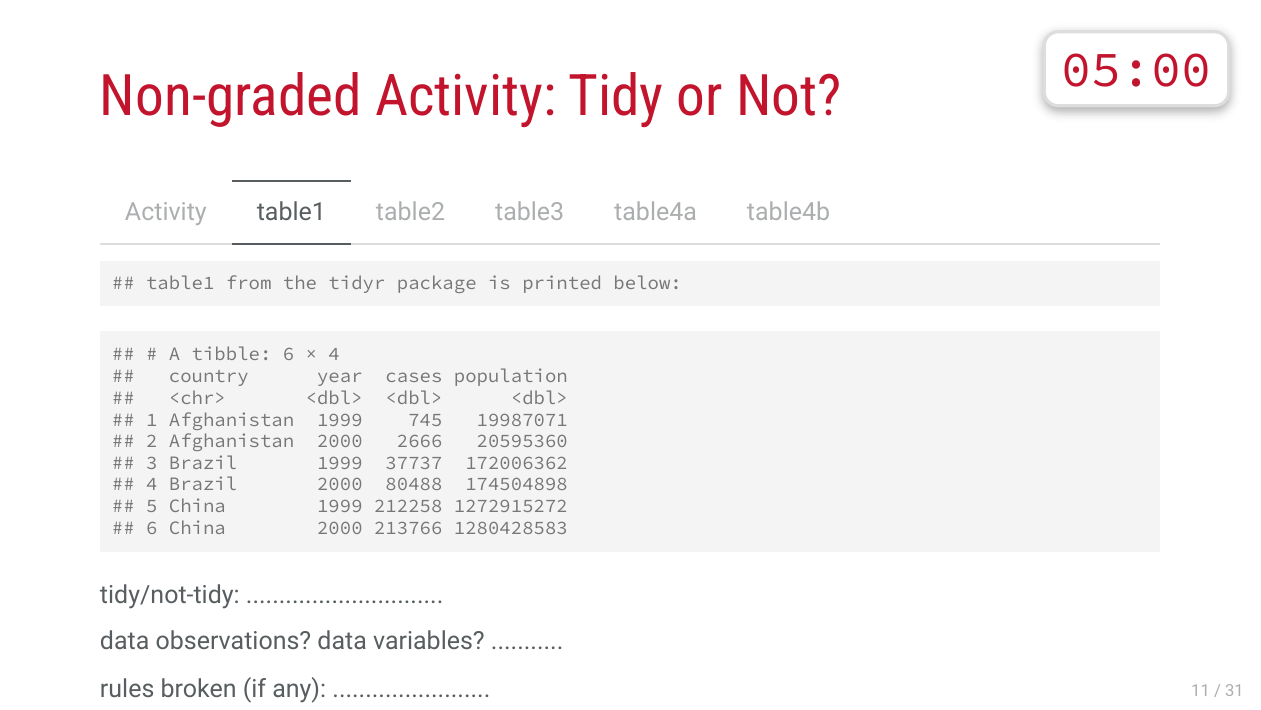 05:00
Non-graded Activity: Tidy or Not?
Activity table1 table2 table3 table4a table4b
## table1 from the tidyr package is printed below:
## # A tibble: 6 × 4
##   country      year  cases population
##   <chr>       <dbl>  <dbl>      <dbl>
## 1 Afghanistan  1999    745   19987071
## 2 Afghanistan  2000   2666   20595360
## 3 Brazil       1999  37737  172006362
## 4 Brazil       2000  80488  174504898
## 5 China        1999 212258 1272915272
## 6 China        2000 213766 1280428583
tidy/not-tidy: ..............................
data observations? data variables? ...........
rules broken (if any): ........................
11 / 31